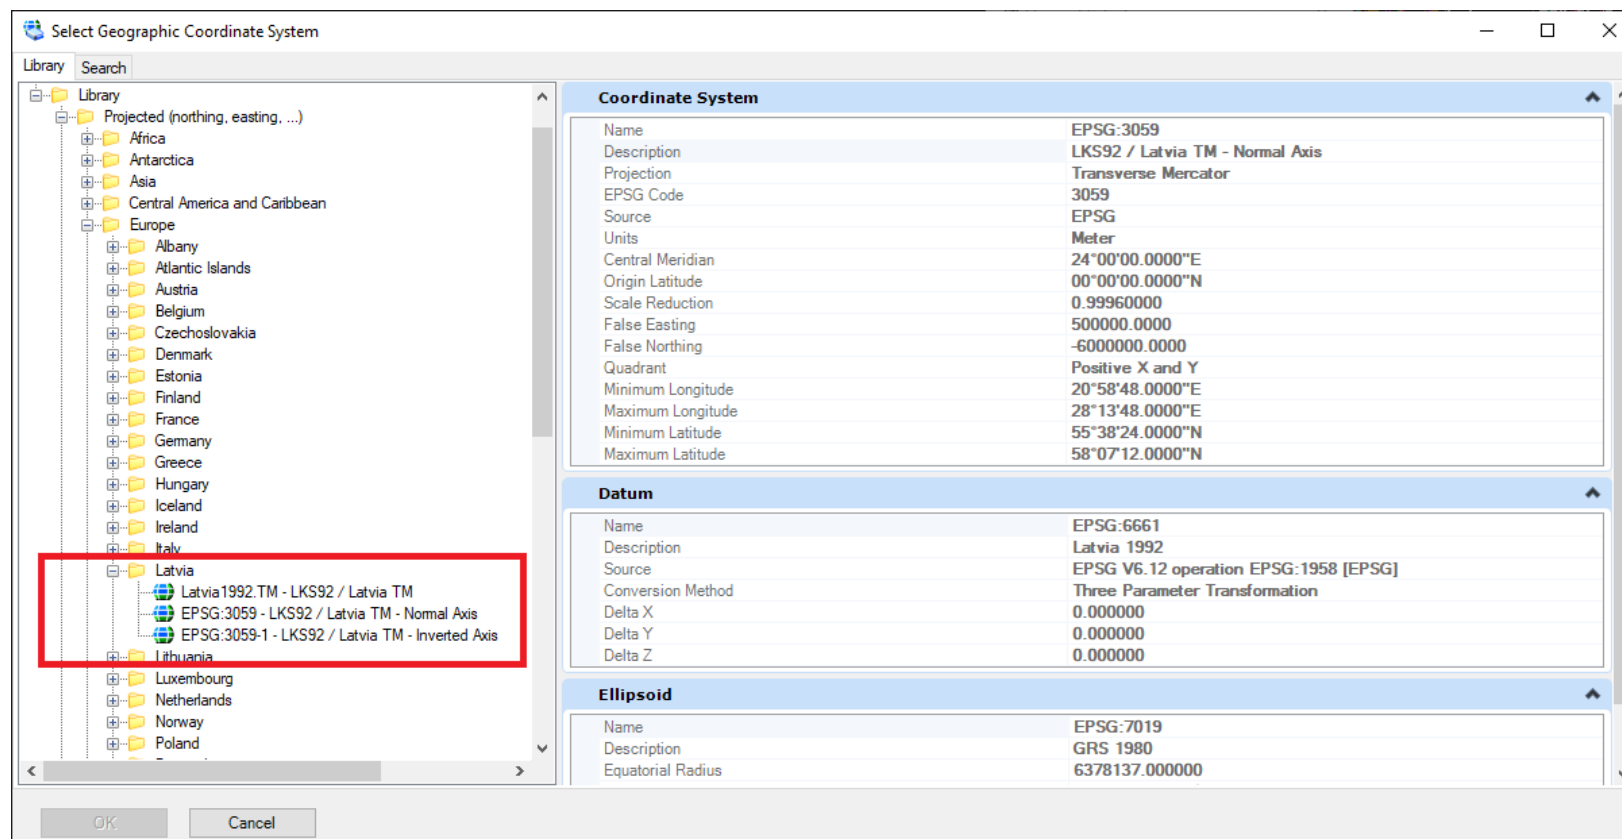 Select Geographic Coordinate System
Library Search
Library
Projected (northing, easting, ...)
Africa
Antarctica
Asia
Central America and Caribbean
Europe
Albany
Atlantic Islands
Austria
Belgium
Czechoslovakia
Denmark
Estonia
Finland
France
Germany
Greece
Hungary
Iceland
Ireland
Italy
Latvia
Latvia1992.TM - LKS92 / Latvia TM
EPSG:3059 - LKS92 / Latvia TM - Normal Axis
EPSG:3059-1 - LKS92 / Latvia TM - Inverted Axis
Lithuania
Luxembourg
Netherlands
Norway
Poland
Coordinate System
Name EPSG:3059
Description LKS92 / Latvia TM - Normal Axis
Projection Transverse Mercator
EPSG Code 3059
Source EPSG
Units Meter
Central Meridian 24°00'00.0000"E
Origin Latitude 00°00'00.0000"N
Scale Reduction 0.99960000
False Easting 500000.0000
False Northing -6000000.0000
Quadrant Positive X and Y
Minimum Longitude 20°58'48.0000"E
Maximum Longitude 28°13'48.0000"E
Minimum Latitude 55°38'24.0000"N
Maximum Latitude 58°07'12.0000"N
Datum
Name EPSG:6661
Description Latvia 1992
Source EPSG V6.12 operation EPSG:1958 [EPSG]
Conversion Method Three Parameter Transformation
Delta X 0.000000
Delta Y 0.000000
Delta Z 0.000000
Ellipsoid
Name EPSG:7019
Description GRS 1980
Equatorial Radius 6378137.000000
OK Cancel